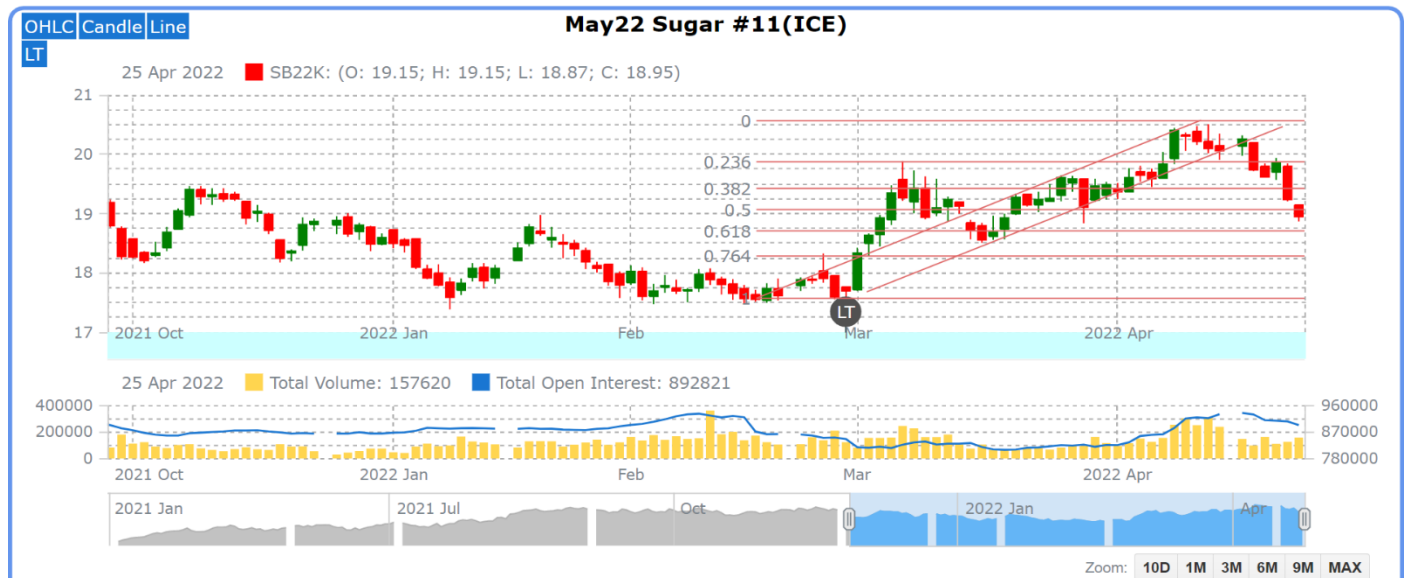 OHLC Candle Line
LT
May22 Sugar #11(ICE)
25 Apr 2022 SB22K: (O: 19.15; H: 19.15; L: 18.87; C: 18.95)
21
20
19
18
17
0
0.236
0.382
0.5
0.618
0.764
1
LT
2021 Oct 2022 Jan Feb Mar 2022 Apr
25 Apr 2022 Total Volume: 157620 Total Open Interest: 892821
400000 960000
200000 870000
0 780000
2021 Oct 2022 Jan Feb Mar 2022 Apr
2021 Jan 2021 Jul Oct 2022 Jan Apr
Zoom: 10D 1M 3M 6M 9M MAX